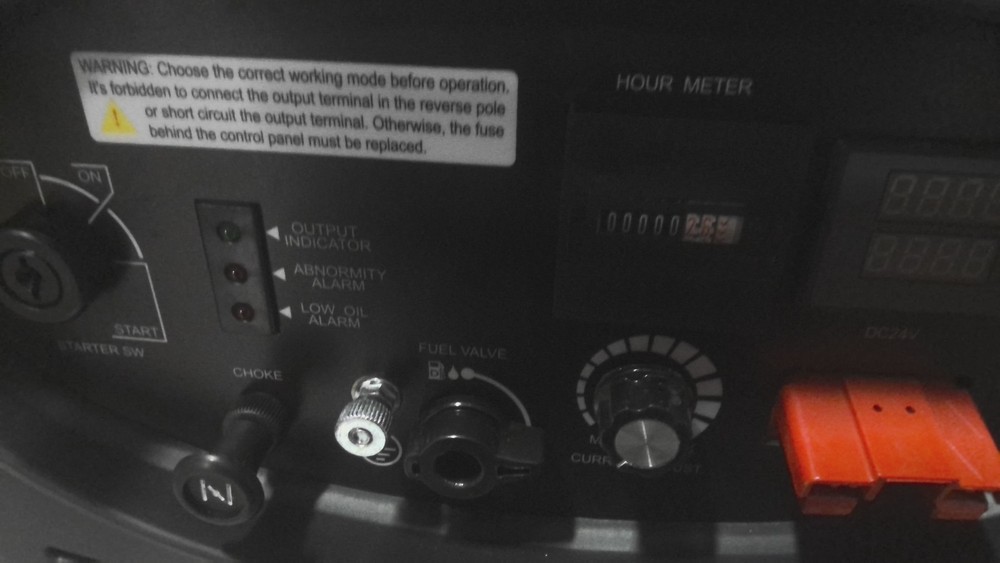 WARNING: Choose the correct working mode before operation.
It's forbidden to connect the output terminal in the reverse pole
or short circuit the output terminal. Otherwise, the fuse
behind the control panel must be replaced.
HOUR METER
OFF
ON
OUTPUT
INDICATOR
ABNORMITY
ALARM
LOW OIL
ALARM
00000
START
STARTER SW
DC24V
FUEL VALVE
CHOKE